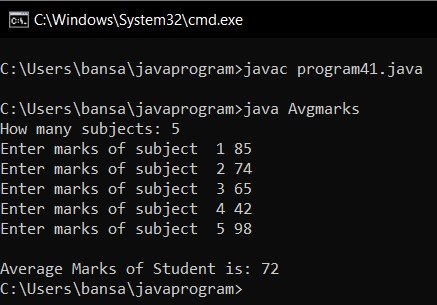 C:\Windows\System32\cmd.exe
C:\Users\bansa\javaprogram>javac program41.java
C:\Users\bansa\javaprogram>java Avgmarks
How many subjects: 5
Enter marks of subject  1 85
Enter marks of subject  2 74
Enter marks of subject  3 65
Enter marks of subject  4 42
Enter marks of subject  5 98
Average Marks of Student is: 72
C:\Users\bansa\javaprogram>